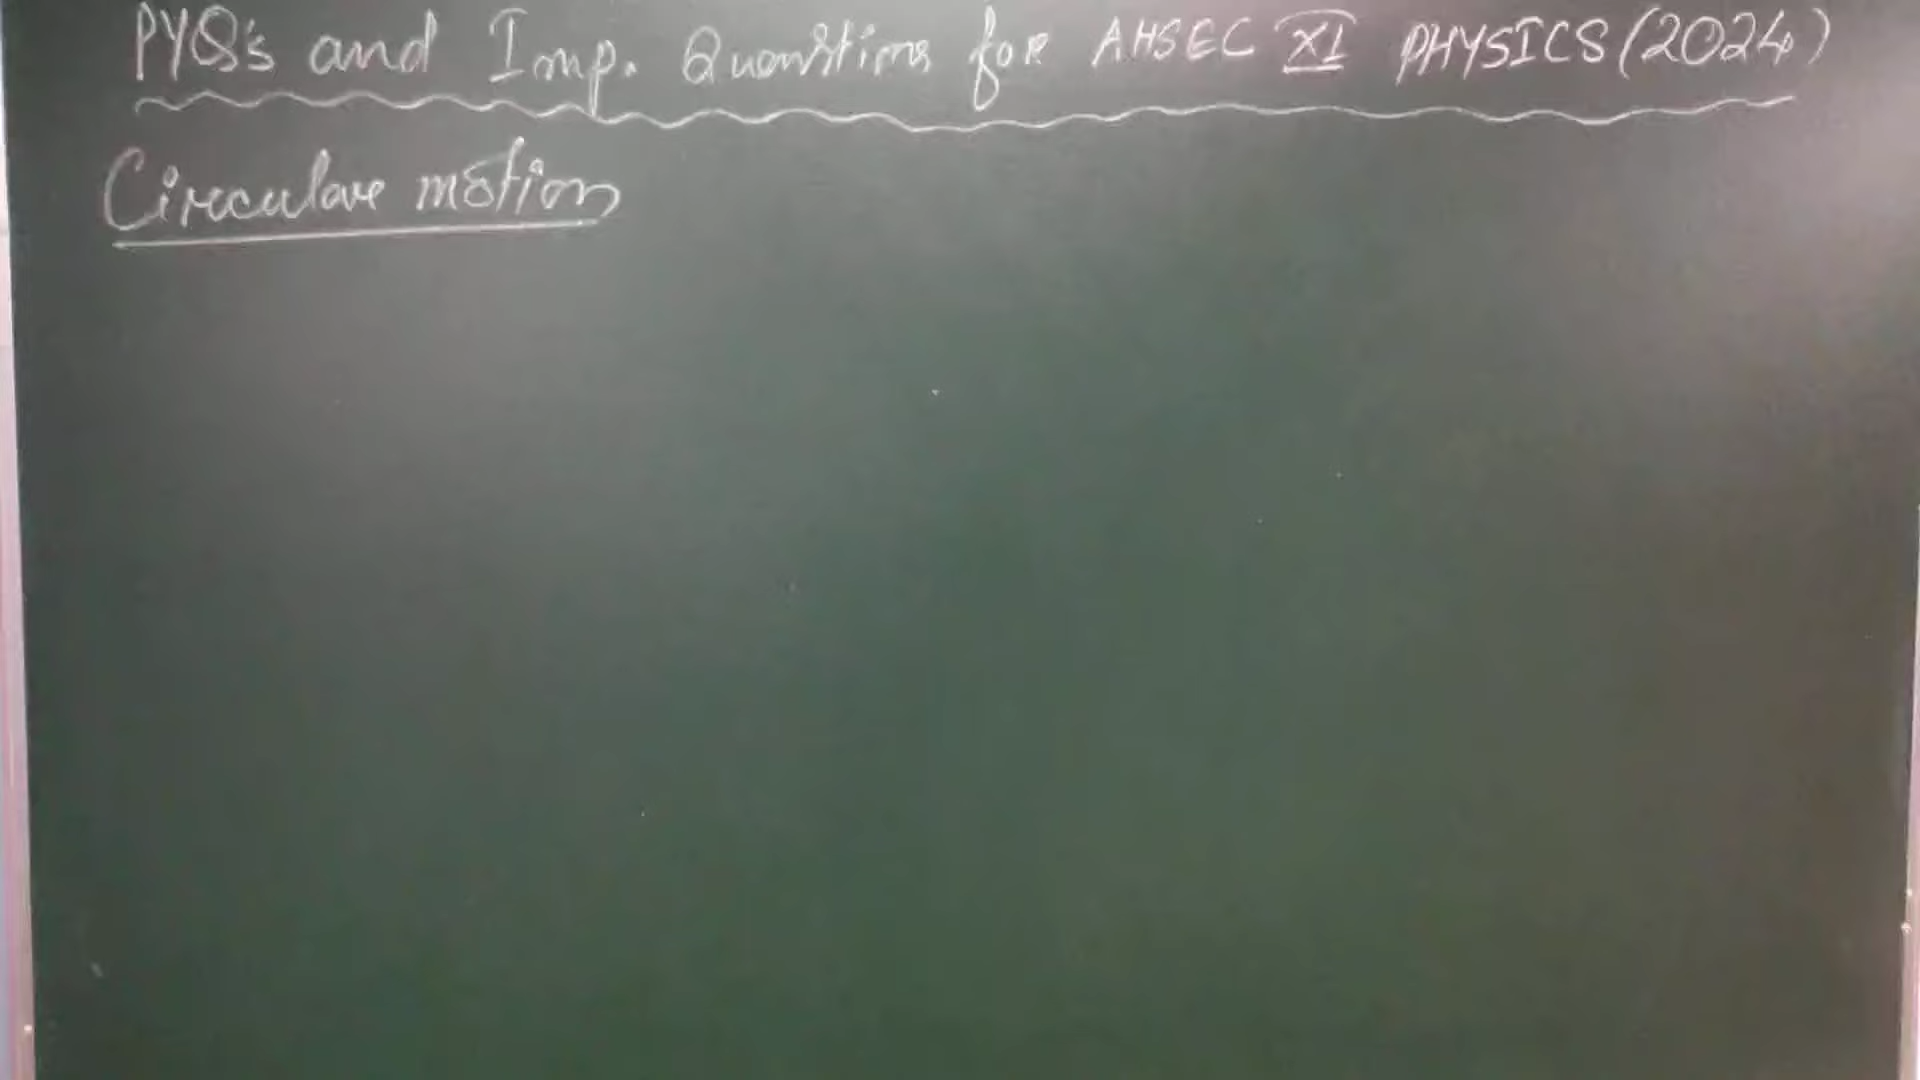 PYQ's and Imp. Questions for AHSEC XI PHYSICS (2024)
Circular motion